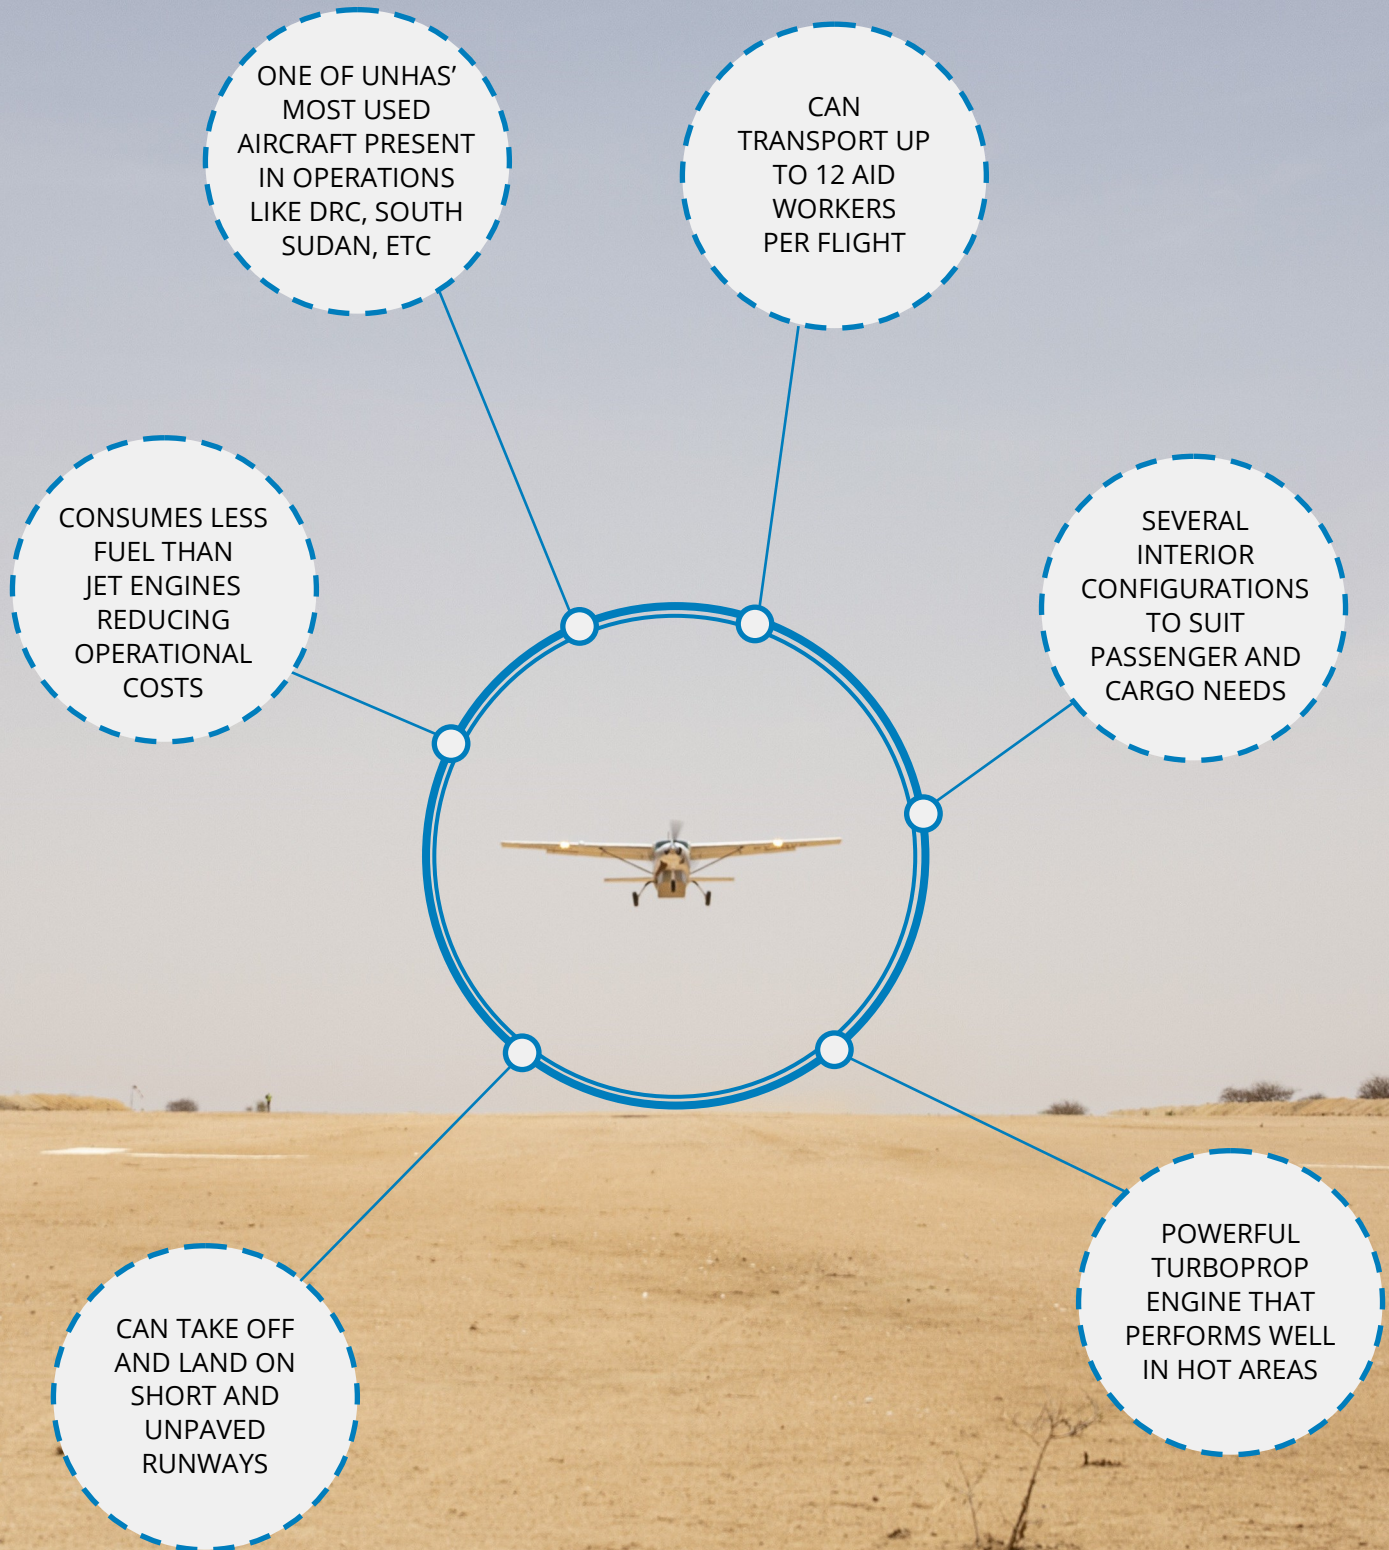 ONE OF UNHAS’
MOST USED
AIRCRAFT PRESENT
IN OPERATIONS
LIKE DRC, SOUTH
SUDAN, ETC
CAN
TRANSPORT UP
TO 12 AID
WORKERS
PER FLIGHT
CONSUMES LESS
FUEL THAN
JET ENGINES
REDUCING
OPERATIONAL
COSTS
SEVERAL
INTERIOR
CONFIGURATIONS
TO SUIT
PASSENGER AND
CARGO NEEDS
CAN TAKE OFF
AND LAND ON
SHORT AND
UNPAVED
RUNWAYS
POWERFUL
TURBOPROP
ENGINE THAT
PERFORMS WELL
IN HOT AREAS